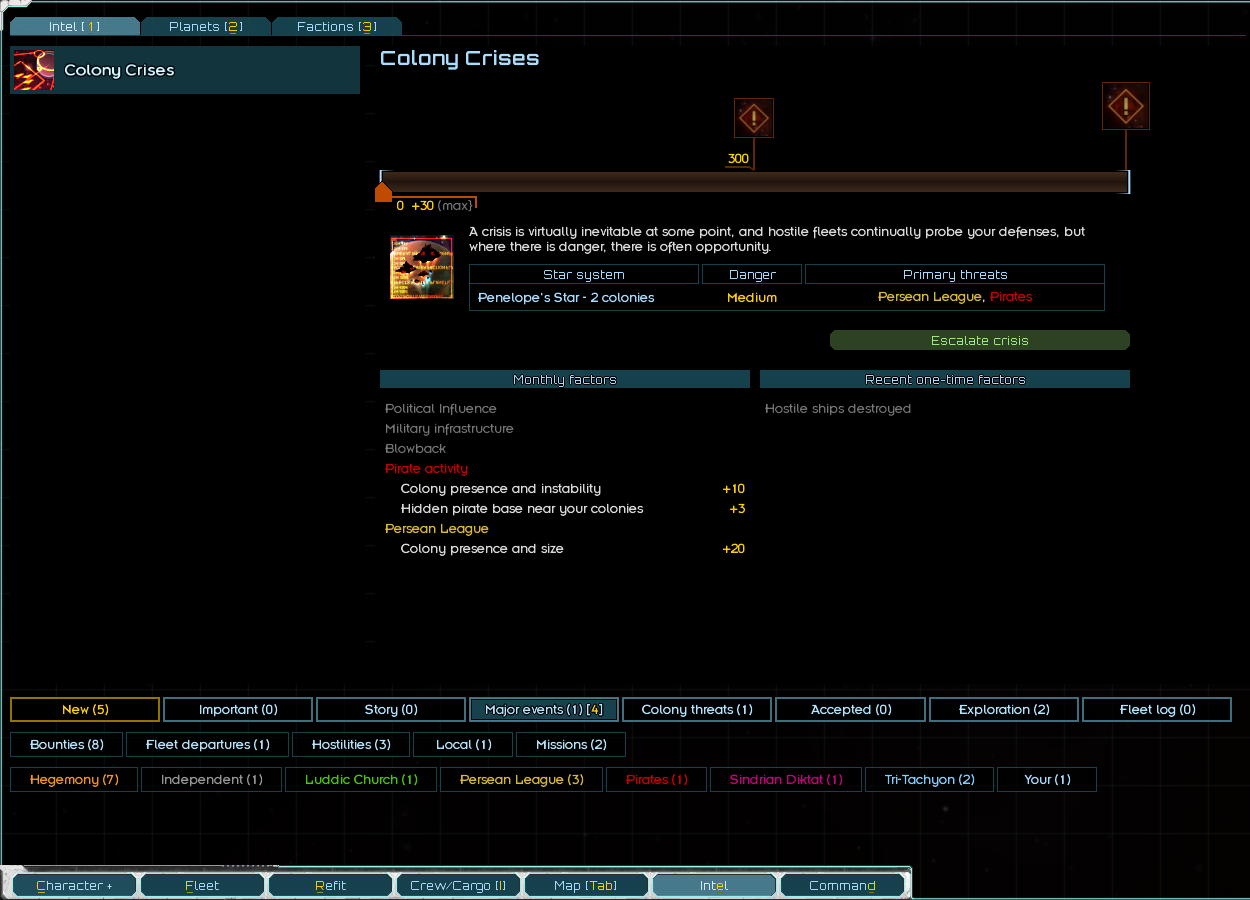 Intel [ 1 ]
Planets [2]
Factions [3]
Colony Crises
Colony Crises
300
0 +30 (max)
A crisis is virtually inevitable at some point, and hostile fleets continually probe your defenses, but
where there is danger, there is often opportunity.
Star system Danger Primary threats
Penelope's Star - 2 colonies Medium Persean League, Pirates
Escalate crisis
Monthly factors
Recent one-time factors
Political Influence
Hostile ships destroyed
Military infrastructure
Blowback
Pirate activity
Colony presence and instability +10
Hidden pirate base near your colonies +3
Persean League
Colony presence and size +20
New (5) Important (0) Story (0) Major events (1) [4] Colony threats (1) Accepted (0) Exploration (2) Fleet log (0)
Bounties (8) Fleet departures (1) Hostilities (3) Local (1) Missions (2)
Hegemony (7) Independent (1) Luddic Church (1) Persean League (3) Pirates (1) Sindrian Diktat (1) Tri-Tachyon (2) Your (1)
Character + Fleet Refit Crew/Cargo [I] Map [Tab] Intel Command